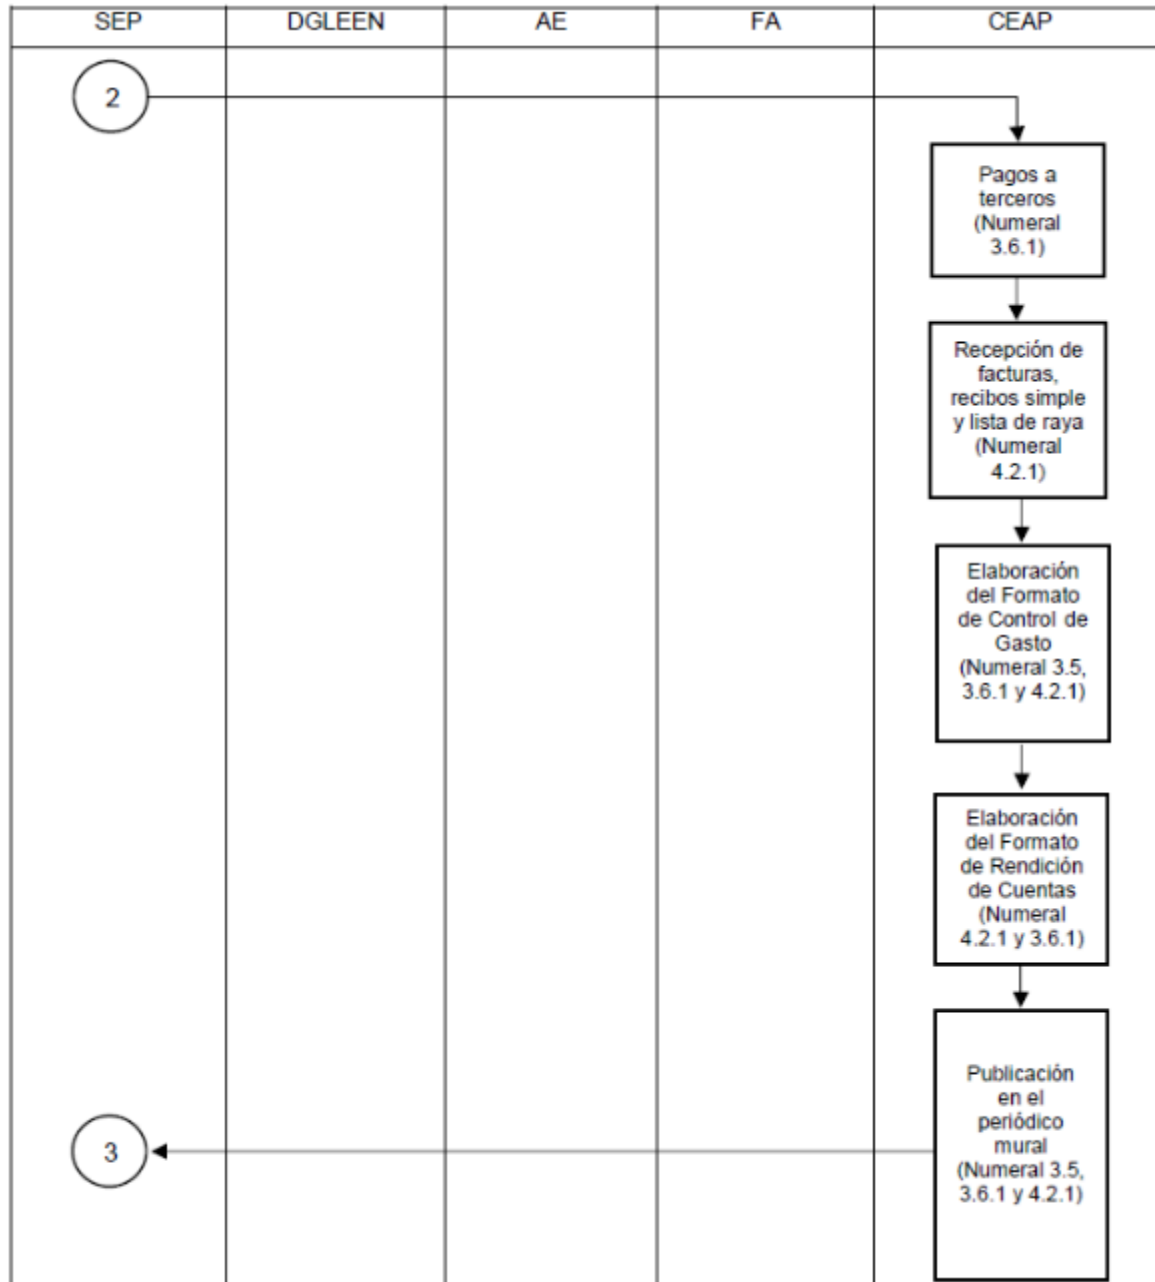 SEP DGLEEN AE FA CEAP
2
Pagos a
terceros
(Numeral
3.6.1)
Recepción de
facturas,
recibos simple
y lista de raya
(Numeral
4.2.1)
Elaboración
del Formato
de Control de
Gasto
(Numeral 3.5,
3.6.1 y 4.2.1)
Elaboración
del Formato
de Rendición
de Cuentas
(Numeral
4.2.1 y 3.6.1)
Publicación
en el
periódico
mural
(Numeral 3.5,
3.6.1 y 4.2.1)
3